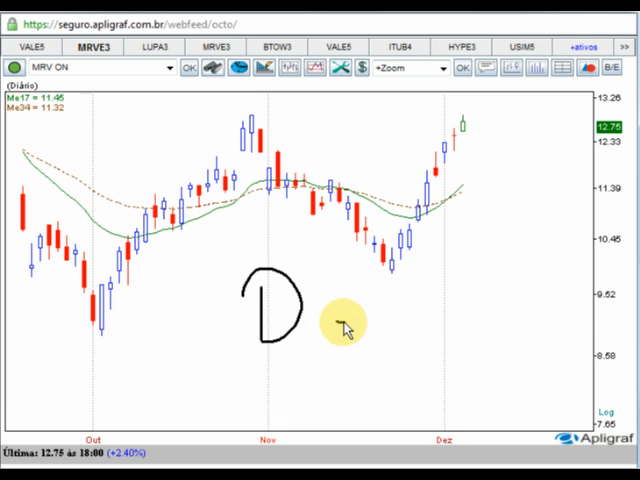 https://seguro.apligraf.com.br/webfeed/octo/
VALE5 MRVE3 LUPA3 MRVE3 BTOW3 VALE5 ITUB4 HYPE3 USIM5 +ativos >>
MRV ON OK $ +Zoom OK B/E
(Diário)
Me17 = 11.45
Me34 = 11.32
13.26
12.75
12.33
11.39
10.45
9.52
8.58
7.65
D
Log
Out Nov Dez
Apligraf
Última: 12.75 ás 18:00 (+2.40%)